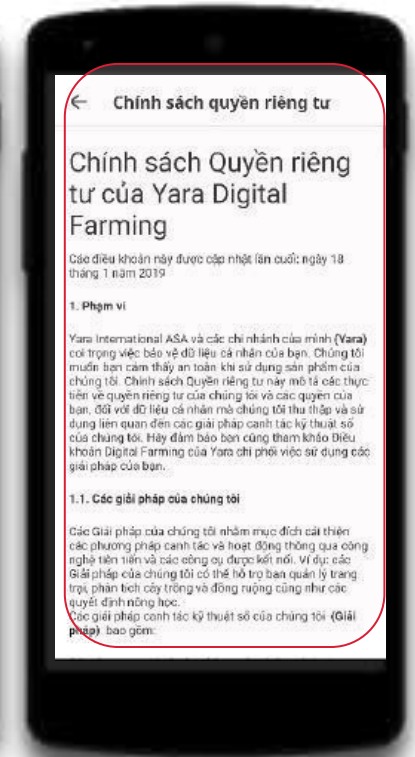 Chính sách quyền riêng tư
Chính sách Quyền riêng
tư của Yara Digital
Farming
Các điều khoản này được cập nhật lần cuối: ngày 18
tháng 1 năm 2019
1. Phạm vi
Yara International ASA và các chi nhánh của mình (Yara)
coi trọng việc bảo vệ dữ liệu cá nhân của bạn. Chúng tôi
muốn bạn cảm thấy an toàn khi sử dụng sản phẩm của
chúng tôi. Chính sách Quyền riêng tư này mô tả các thực
tiễn về quyền riêng tư của chúng tôi và các quyền của
bạn, đối với dữ liệu cá nhân mà chúng tôi thu thập và sử
dụng liên quan đến các giải pháp canh tác kỹ thuật số
của chúng tôi. Hãy đảm bảo bạn cũng tham khảo Điều
khoản Digital Farming của Yara chi phối việc sử dụng các
giải pháp của bạn.
1.1. Các giải pháp của chúng tôi
Các Giải pháp của chúng tôi nhằm mục đích cải thiện
các phương pháp canh tác và hoạt động thông qua công
nghệ tiên tiến và các công cụ được kết nối. Ví dụ: các
Giải pháp của chúng tôi có thể hỗ trợ bạn quản lý trang
trại, phân tích cây trồng và đồng ruộng cũng như các
quyết định nông học.
Các giải pháp canh tác kỹ thuật số của chúng tôi (Giải
pháp) bao gồm: